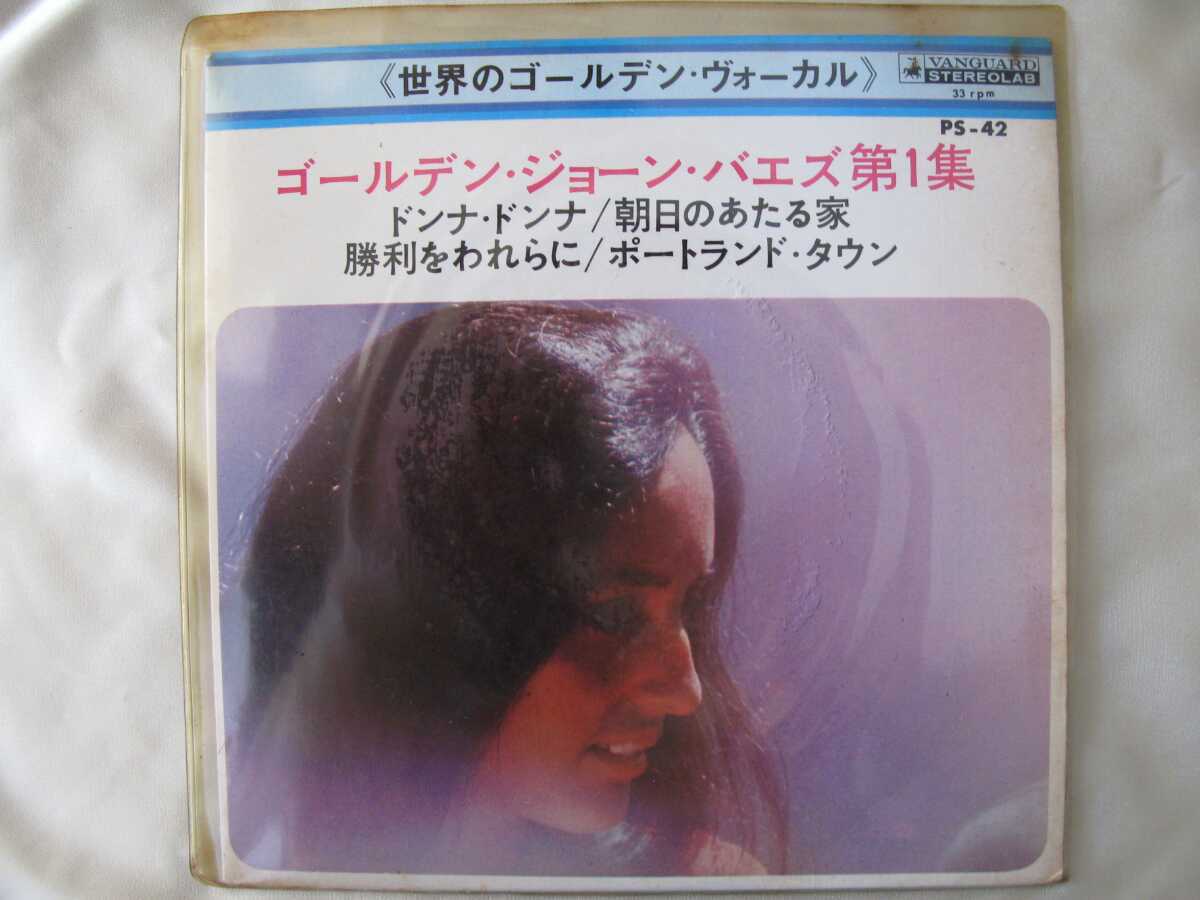 《世界のゴールデン・ヴォーカル》
VANGUARD
STEREOLAB
33 rpm
PS-42
ゴールデン・ジョーン・バエズ第1集
ドンナ・ドンナ/朝日のあたる家
勝利をわれらに/ポートランド・タウン